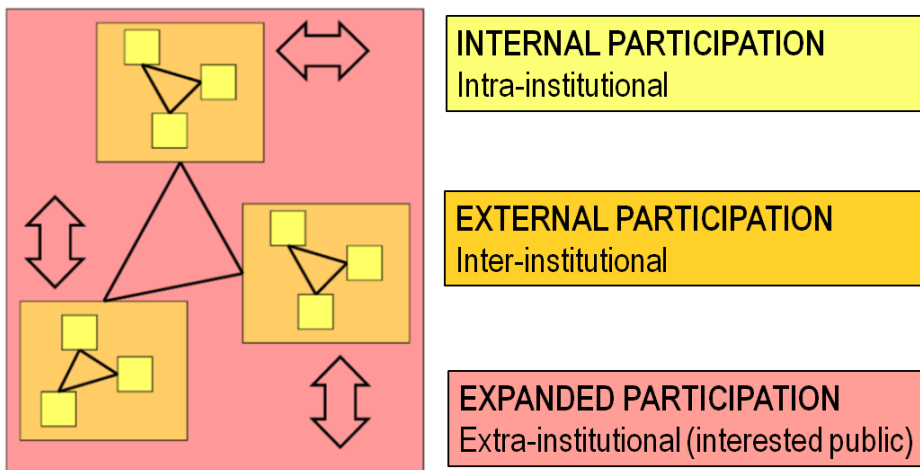 INTERNAL PARTICIPATION
Intra-institutional
EXTERNAL PARTICIPATION
Inter-institutional
EXPANDED PARTICIPATION
Extra-institutional (interested public)